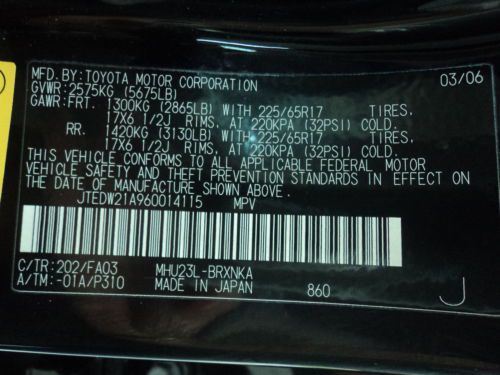 MFD.BY:TOYOTA MOTOR CORPORATION 03/06
GVWR:2575KG (5675LB)
GAWR:FRT. 1300KG (2865LB) WITH 225/65R17 TIRES,
17X6 1/2J RIMS, AT 220KPA (32PSI) COLD.
RR. 1420KG (3130LB) WITH 225/65R17 TIRES,
17X6 1/2J RIMS, AT 220KPA (32PSI) COLD.
THIS VEHICLE CONFORMS TO ALL APPLICABLE FEDERAL MOTOR
VEHICLE SAFETY AND THEFT PREVENTION STANDARDS IN EFFECT ON
THE DATE OF MANUFACTURE SHOWN ABOVE.
JTEDW21A960014115 MPV
C/TR:202/FA03 MHU23L-BRXNKA
A/TM:-01A/P310 MADE IN JAPAN 860 J